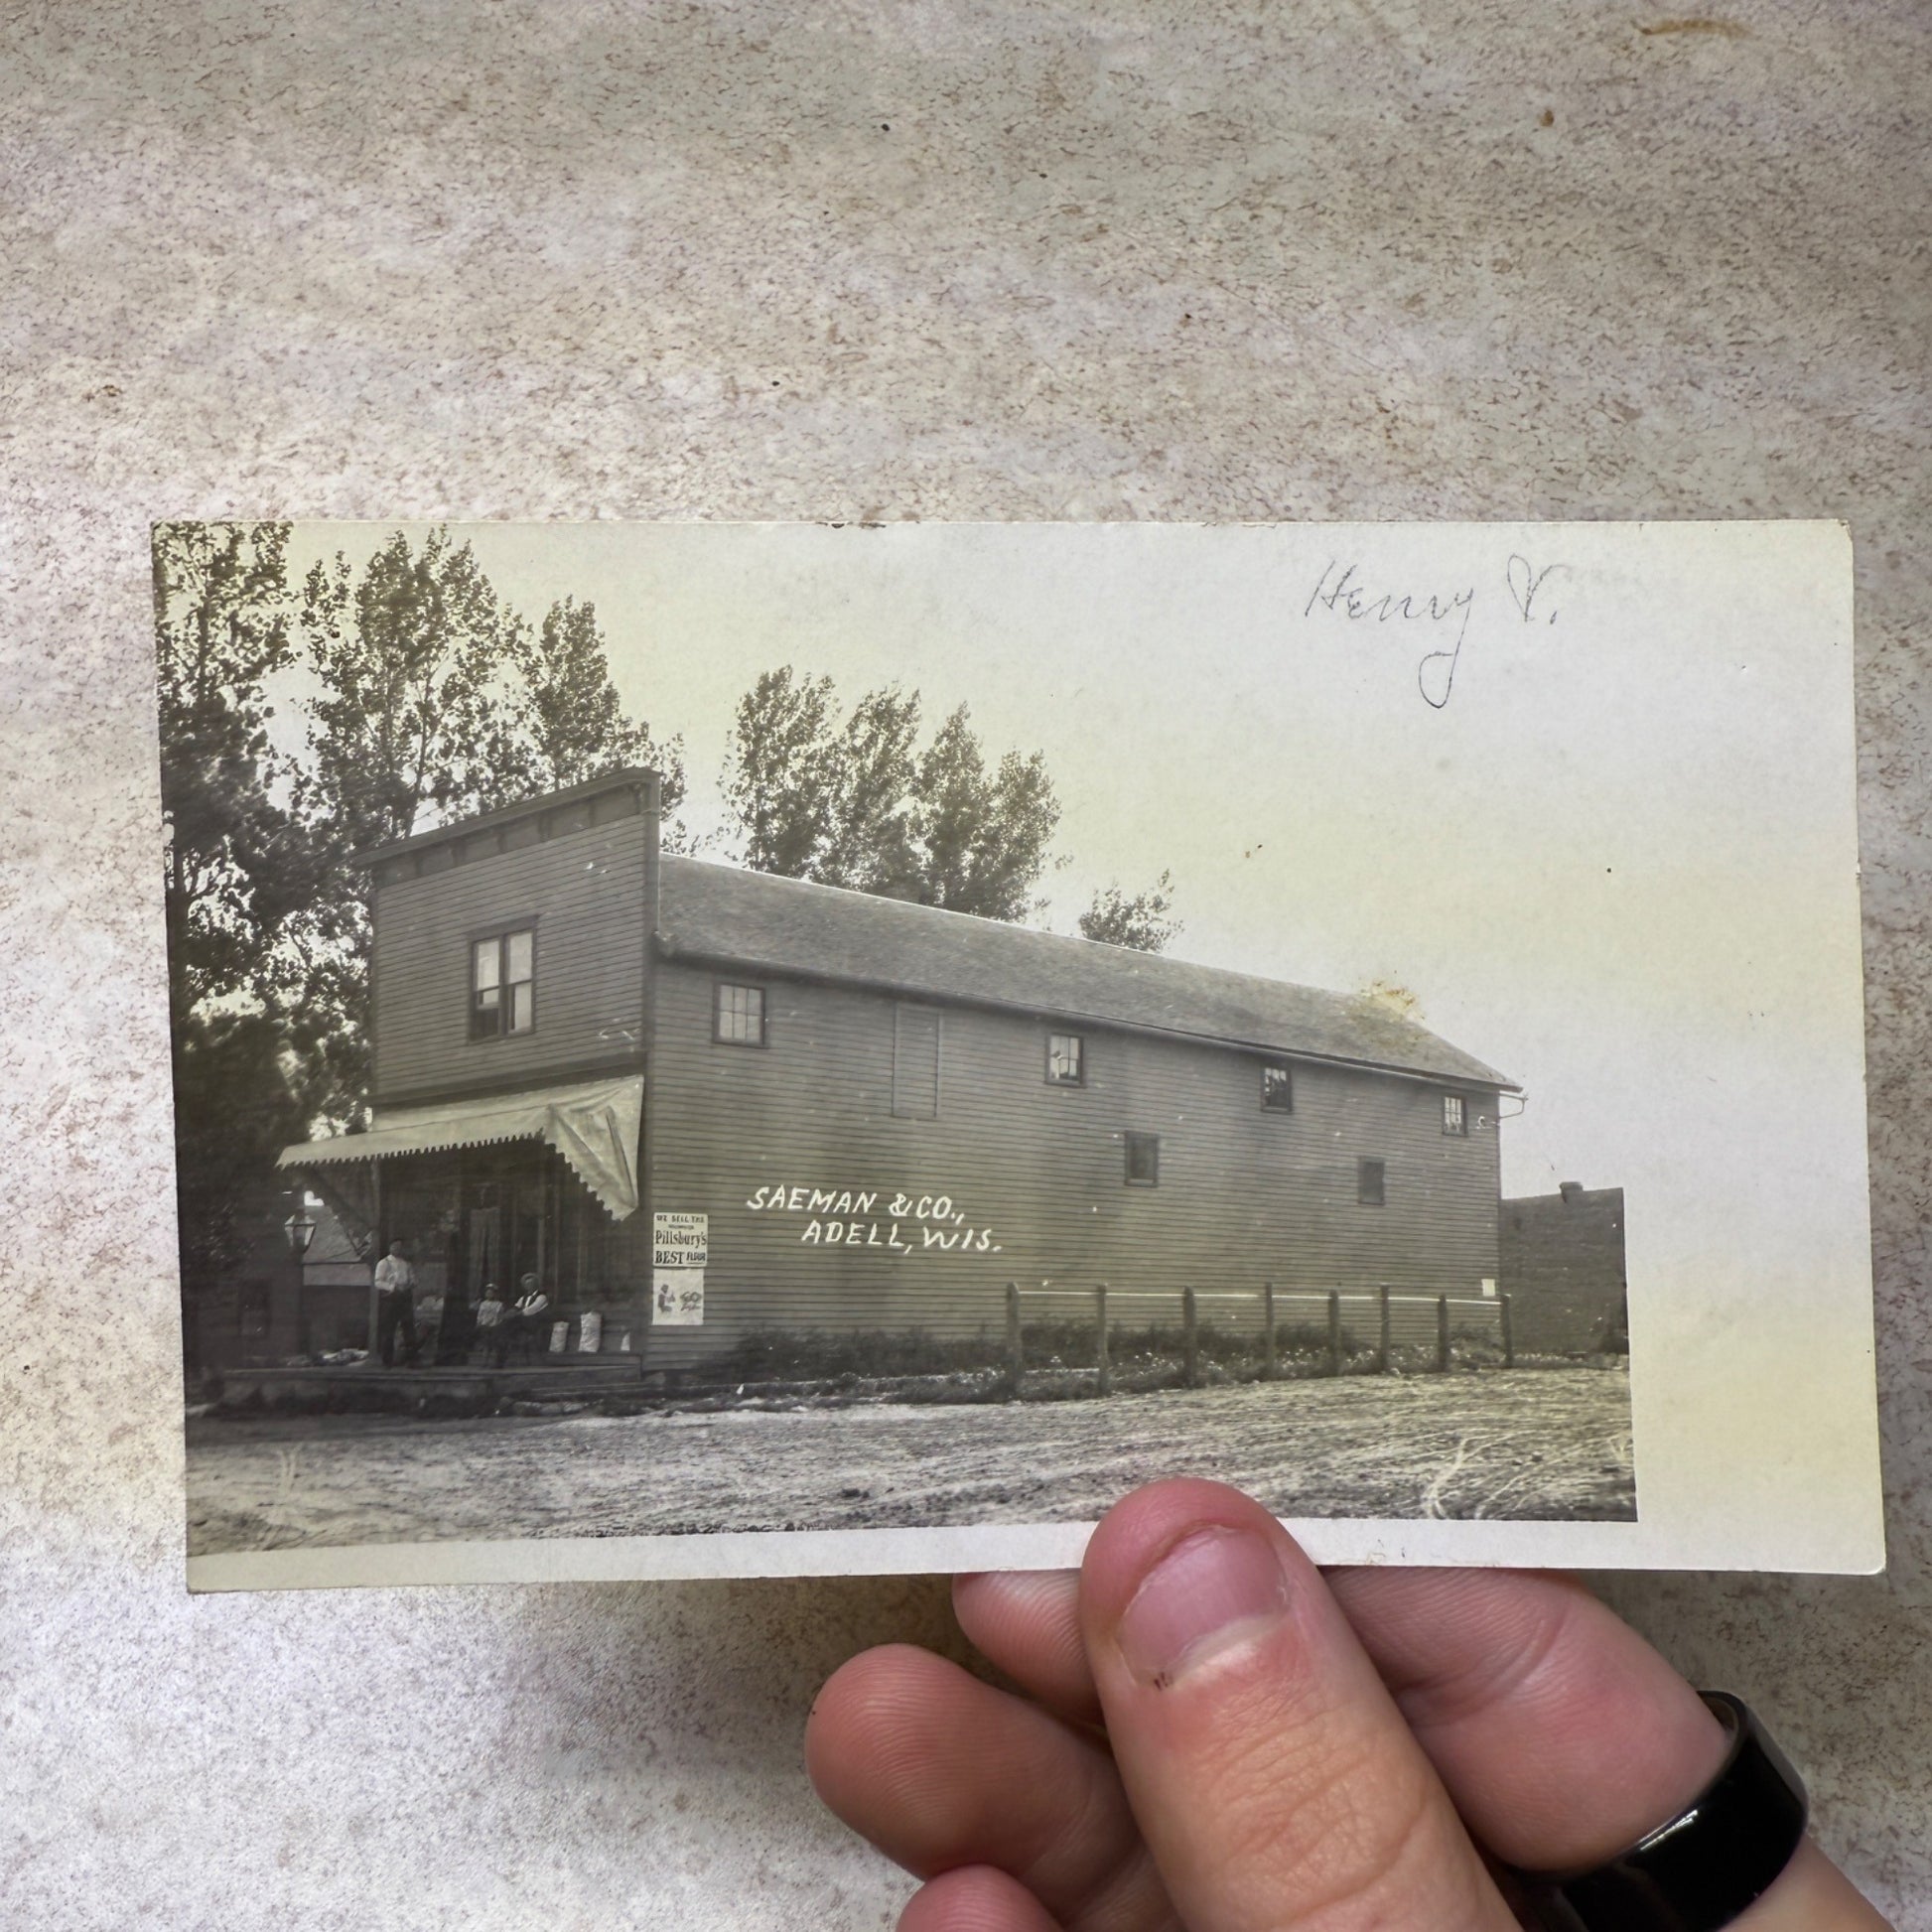 Henry V.
SAEMAN & CO.,
ADELL, WIS.
WE SELL THE
Pillsbury's
BEST FLOUR